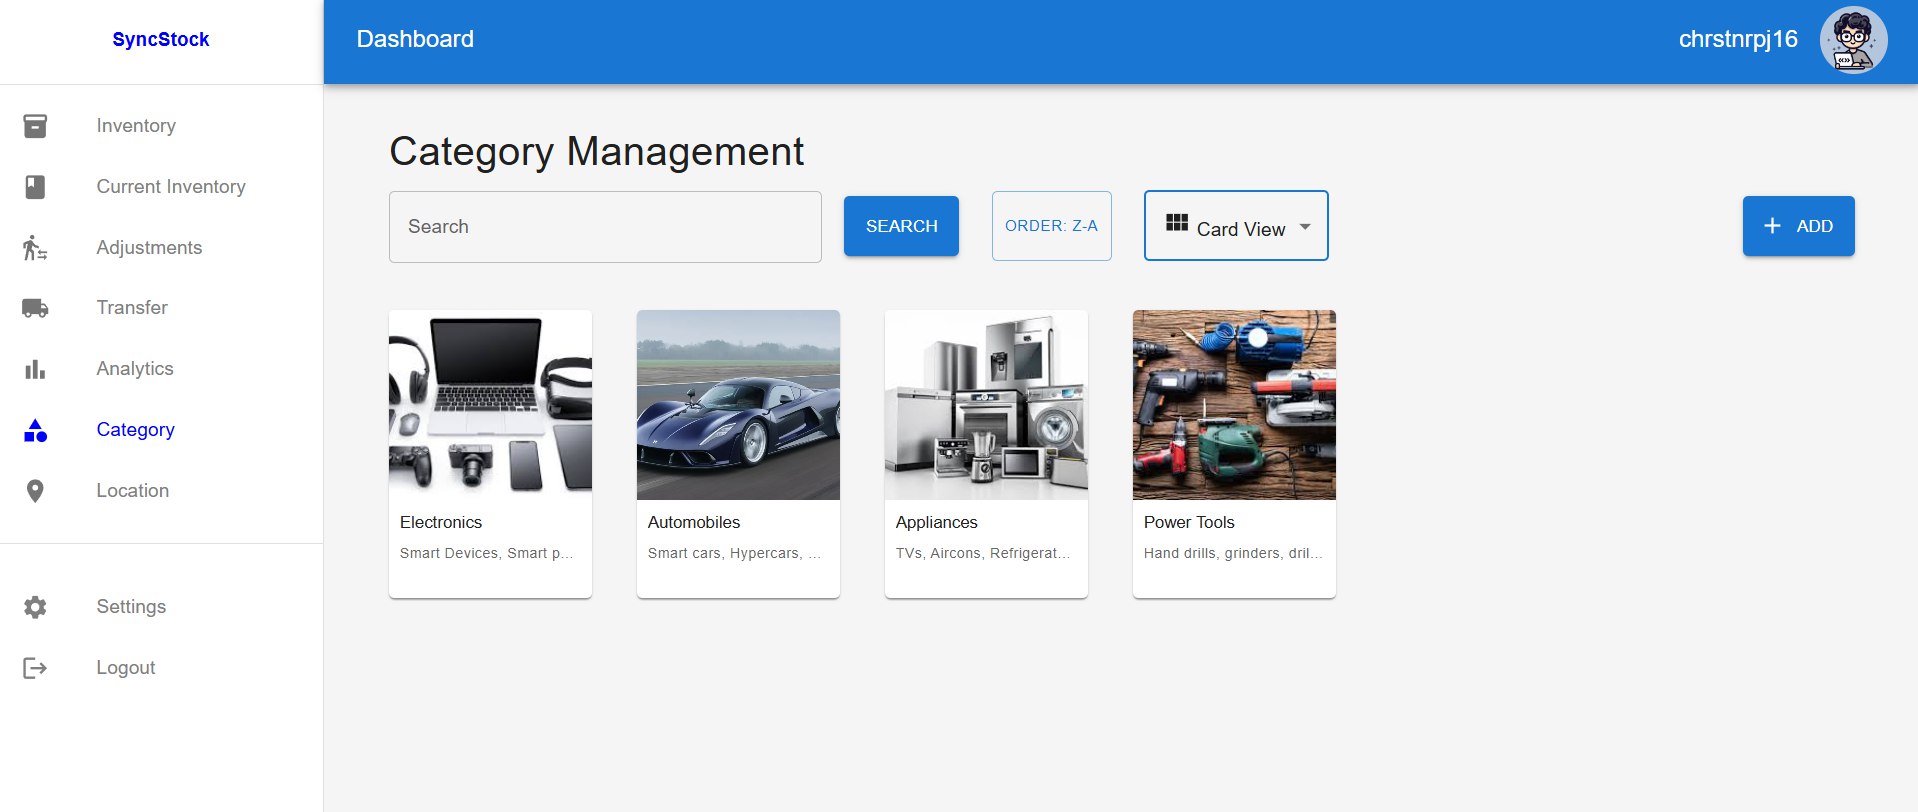 SyncStock
Dashboard
chrstnrpj16
Inventory
Current Inventory
Adjustments
Transfer
Analytics
Category
Location
Settings
Logout
Category Management
Search
SEARCH
ORDER: Z-A
Card View
ADD
Electronics
Smart Devices, Smart p...
Automobiles
Smart cars, Hypercars, ...
Appliances
TVs, Aircons, Refrigerat...
Power Tools
Hand drills, grinders, dril...